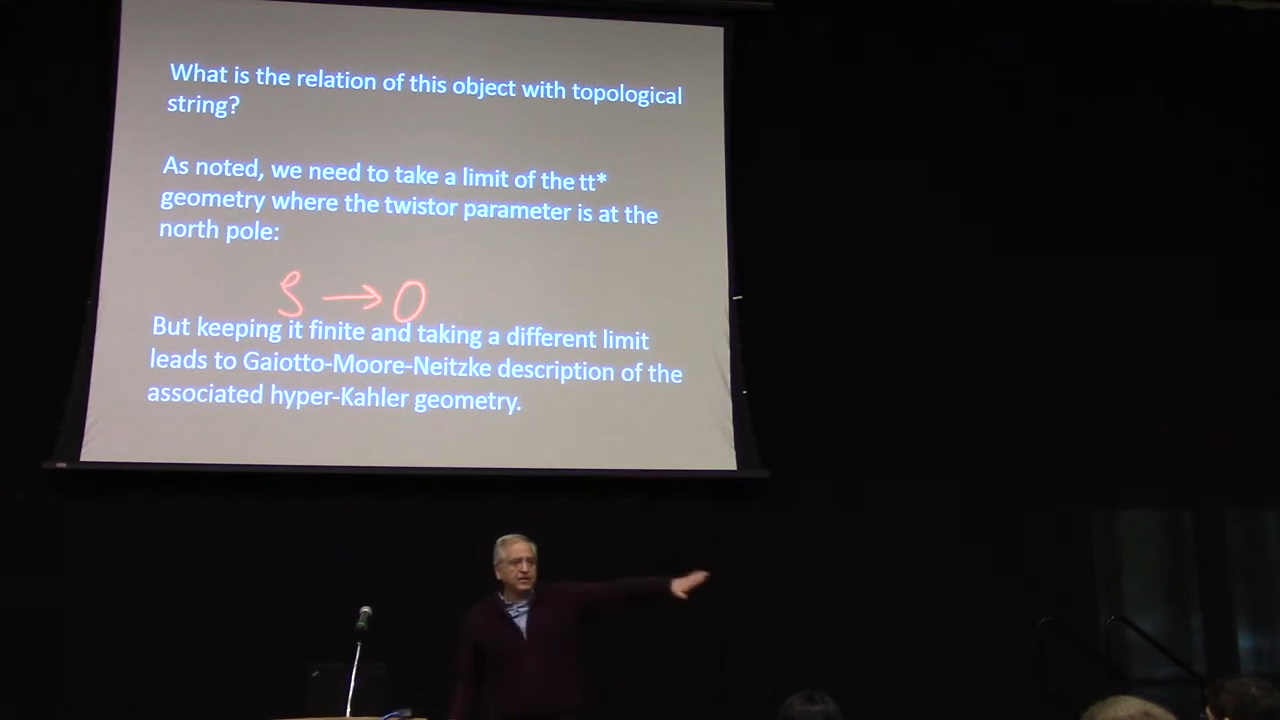 What is the relation of this object with topological
string?
As noted, we need to take a limit of the tt*
geometry where the twistor parameter is at the
north pole:
ζ → 0
But keeping it finite and taking a different limit
leads to Gaiotto-Moore-Neitzke description of the
associated hyper-Kahler geometry.